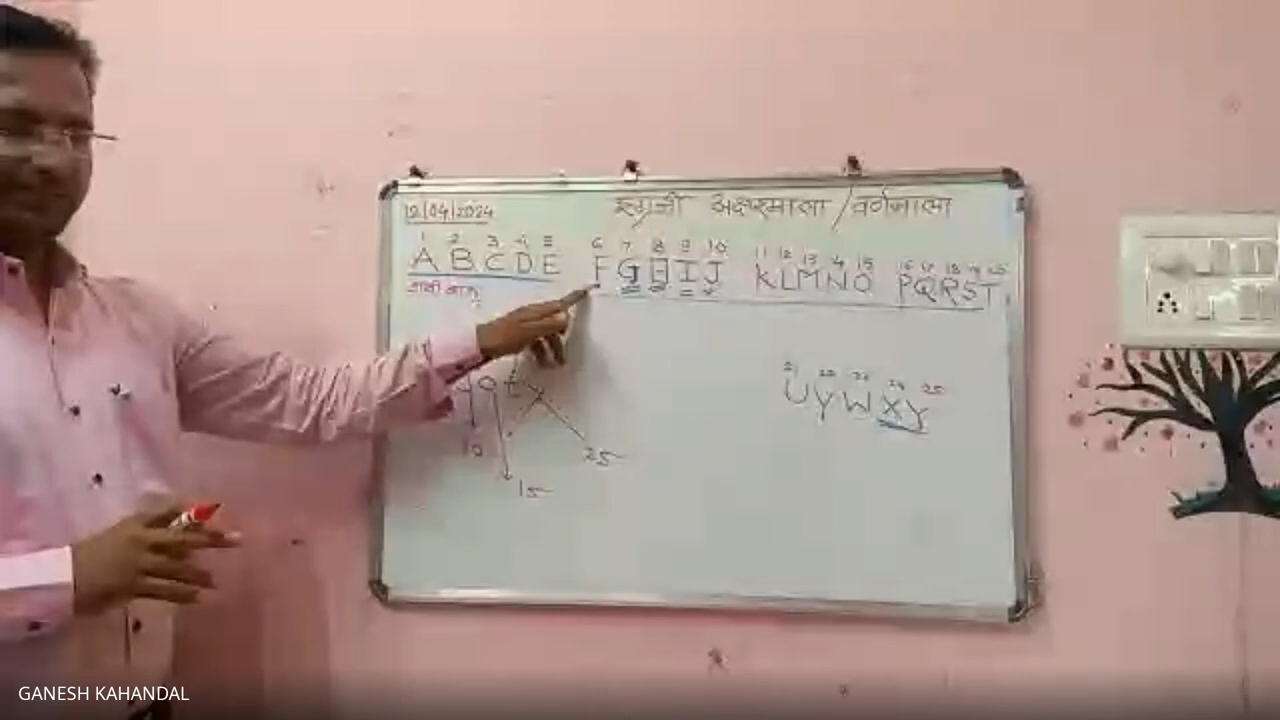 12/04/2024
इंग्रजी अक्षरमाला / वर्णमाला
1 2 3 4 5 6 7 8 9 10 11 12 13 4 15 16 17 18 19 20
A B C D E F G H I J K L M N O P Q R S T
डावी बाजू
21 22 23 24 25
U Y W X Y
J O T Y
10 25
15
GANESH KAHANDAL